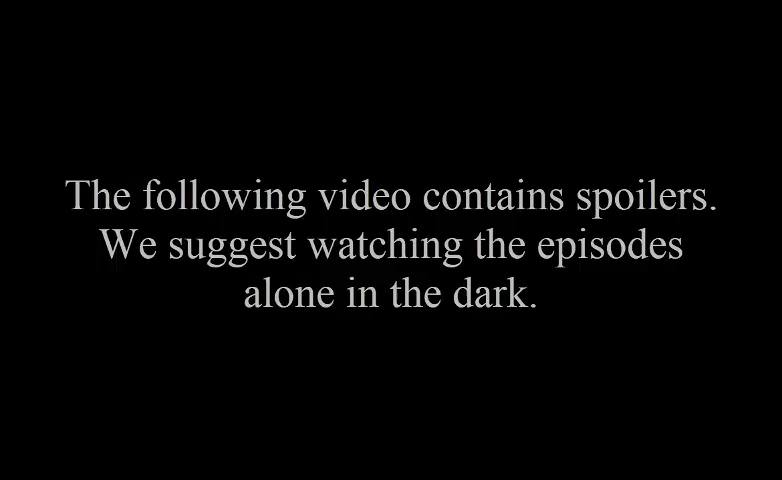 The following video contains spoilers.
We suggest watching the episodes
alone in the dark.